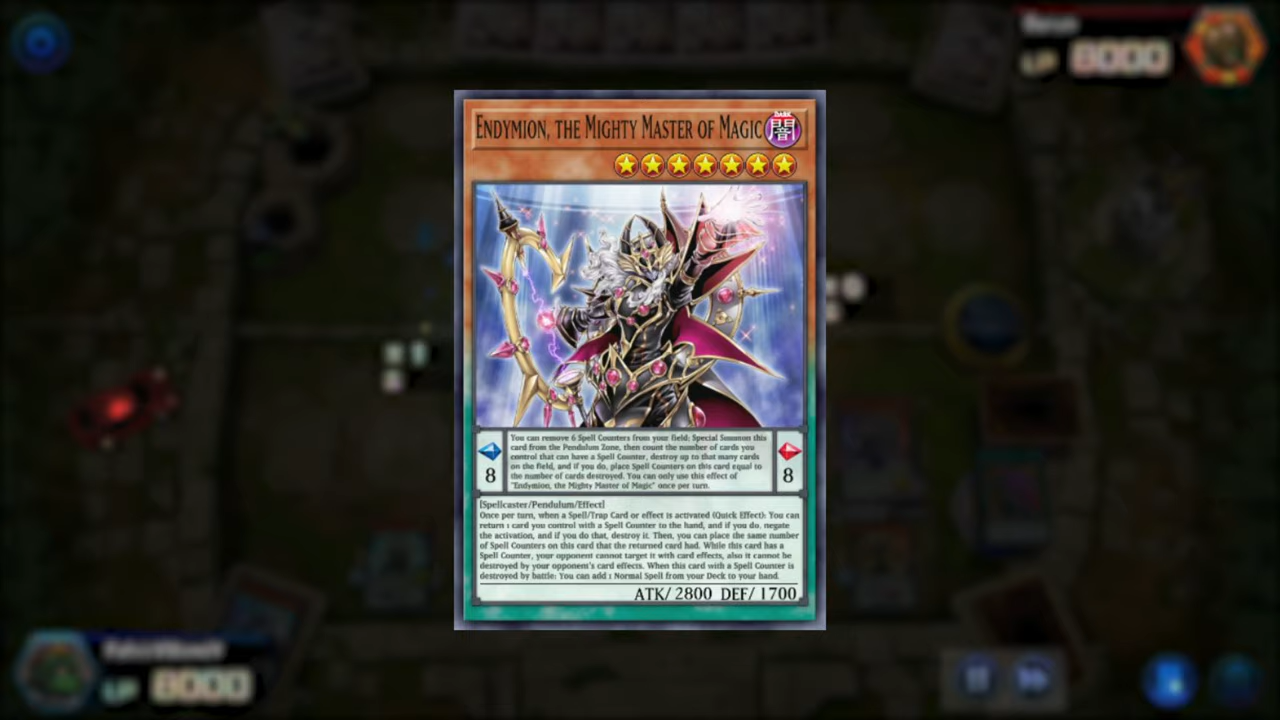 LP 8000
ENDYMION, THE MIGHTY MASTER OF MAGIC
DARK
闇
You can remove 6 Spell Counters from your field; Special Summon this
card from the Pendulum Zone, then count the number of cards you
control that can have a Spell Counter, destroy up to that many cards
on the field, and if you do, place Spell Counters on this card equal to
the number of cards destroyed. You can only use this effect of
"Endymion, the Mighty Master of Magic" once per turn.
8
8
[Spellcaster/Pendulum/Effect]
Once per turn, when a Spell/Trap Card or effect is activated (Quick Effect): You can
return 1 card you control with a Spell Counter to the hand, and if you do, negate
the activation, and if you do that, destroy it. Then, you can place the same number
of Spell Counters on this card that the returned card had. While this card has a
Spell Counter, your opponent cannot target it with card effects, also it cannot be
destroyed by your opponent's card effects. When this card with a Spell Counter is
destroyed by battle: You can add 1 Normal Spell from your Deck to your hand.
ATK/2800 DEF/1700
LP 8000